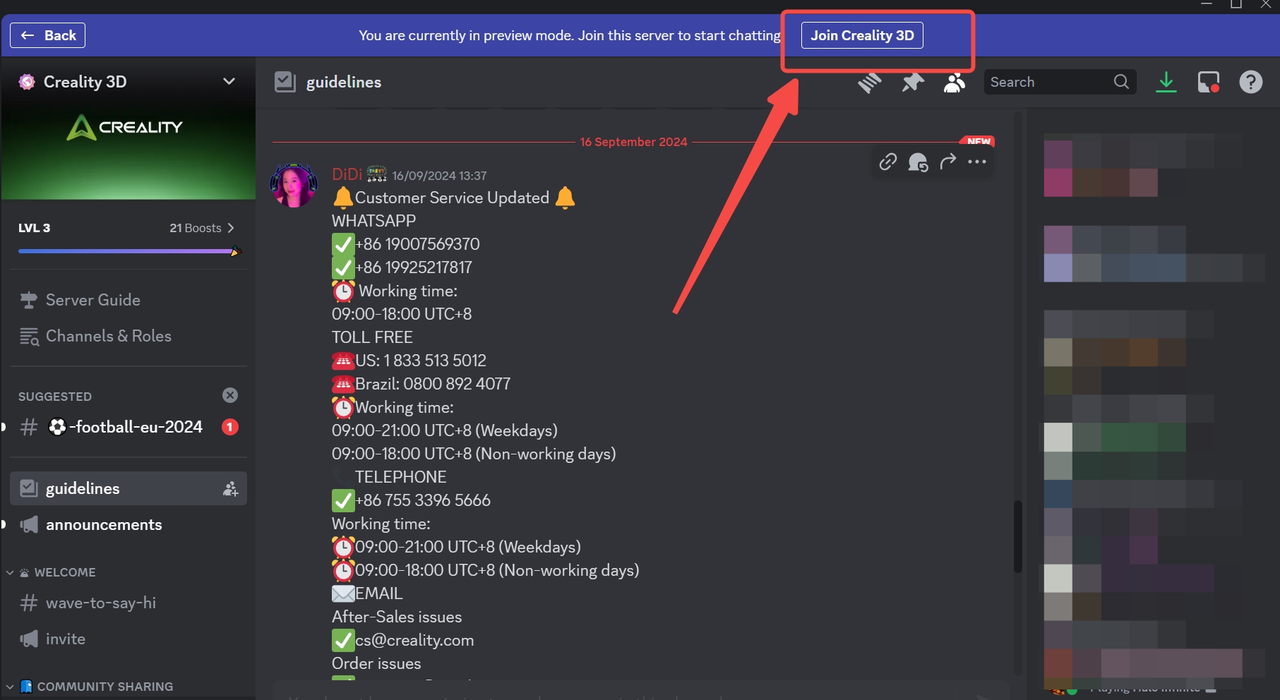 Back
You are currently in preview mode. Join this server to start chatting
Join Creality 3D
Creality 3D
guidelines
Search
CREALITY
LVL 3
21 Boosts
Server Guide
Channels & Roles
SUGGESTED
-football-eu-2024
1
guidelines
announcements
WELCOME
wave-to-say-hi
invite
COMMUNITY SHARING
16 September 2024
NEW
DiDi 16/09/2024 13:37
Customer Service Updated
WHATSAPP
+86 19007569370
+86 19925217817
Working time:
09:00-18:00 UTC+8
TOLL FREE
US: 1 833 513 5012
Brazil: 0800 892 4077
Working time:
09:00-21:00 UTC+8 (Weekdays)
09:00-18:00 UTC+8 (Non-working days)
TELEPHONE
+86 755 3396 5666
Working time:
09:00-21:00 UTC+8 (Weekdays)
09:00-18:00 UTC+8 (Non-working days)
EMAIL
After-Sales issues
cs@creality.com
Order issues